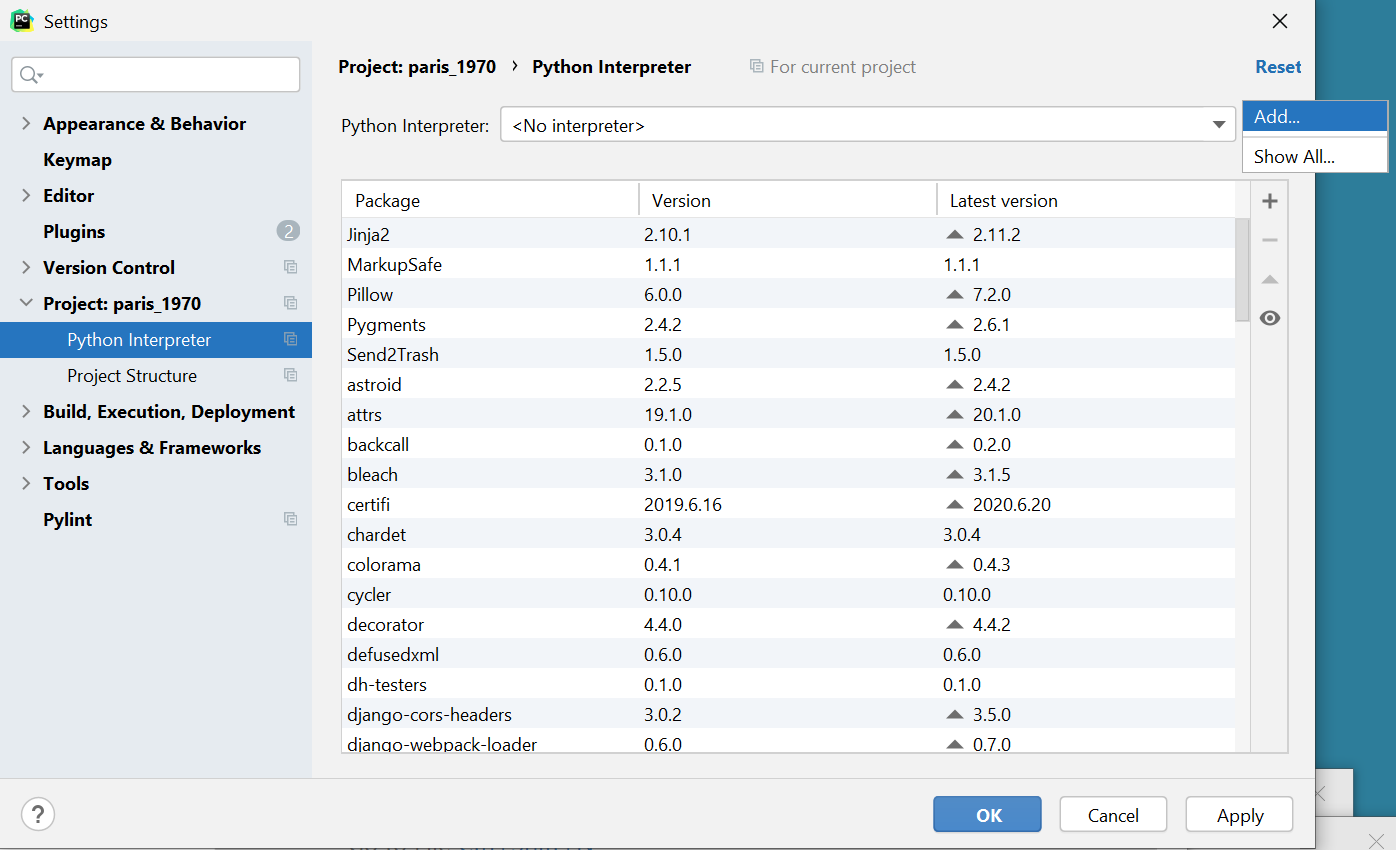 PC
Settings
Project: paris_1970 › Python Interpreter For current project Reset
Appearance & Behavior
Keymap
Editor
Plugins 2
Version Control
Project: paris_1970
Python Interpreter
Project Structure
Build, Execution, Deployment
Languages & Frameworks
Tools
Pylint
Python Interpreter: <No interpreter>
Add...
Show All...
Package Version Latest version
Jinja2 2.10.1 2.11.2
MarkupSafe 1.1.1 1.1.1
Pillow 6.0.0 7.2.0
Pygments 2.4.2 2.6.1
Send2Trash 1.5.0 1.5.0
astroid 2.2.5 2.4.2
attrs 19.1.0 20.1.0
backcall 0.1.0 0.2.0
bleach 3.1.0 3.1.5
certifi 2019.6.16 2020.6.20
chardet 3.0.4 3.0.4
colorama 0.4.1 0.4.3
cycler 0.10.0 0.10.0
decorator 4.4.0 4.4.2
defusedxml 0.6.0 0.6.0
dh-testers 0.1.0 0.1.0
django-cors-headers 3.0.2 3.5.0
django-webpack-loader 0.6.0 0.7.0
? OK Cancel Apply